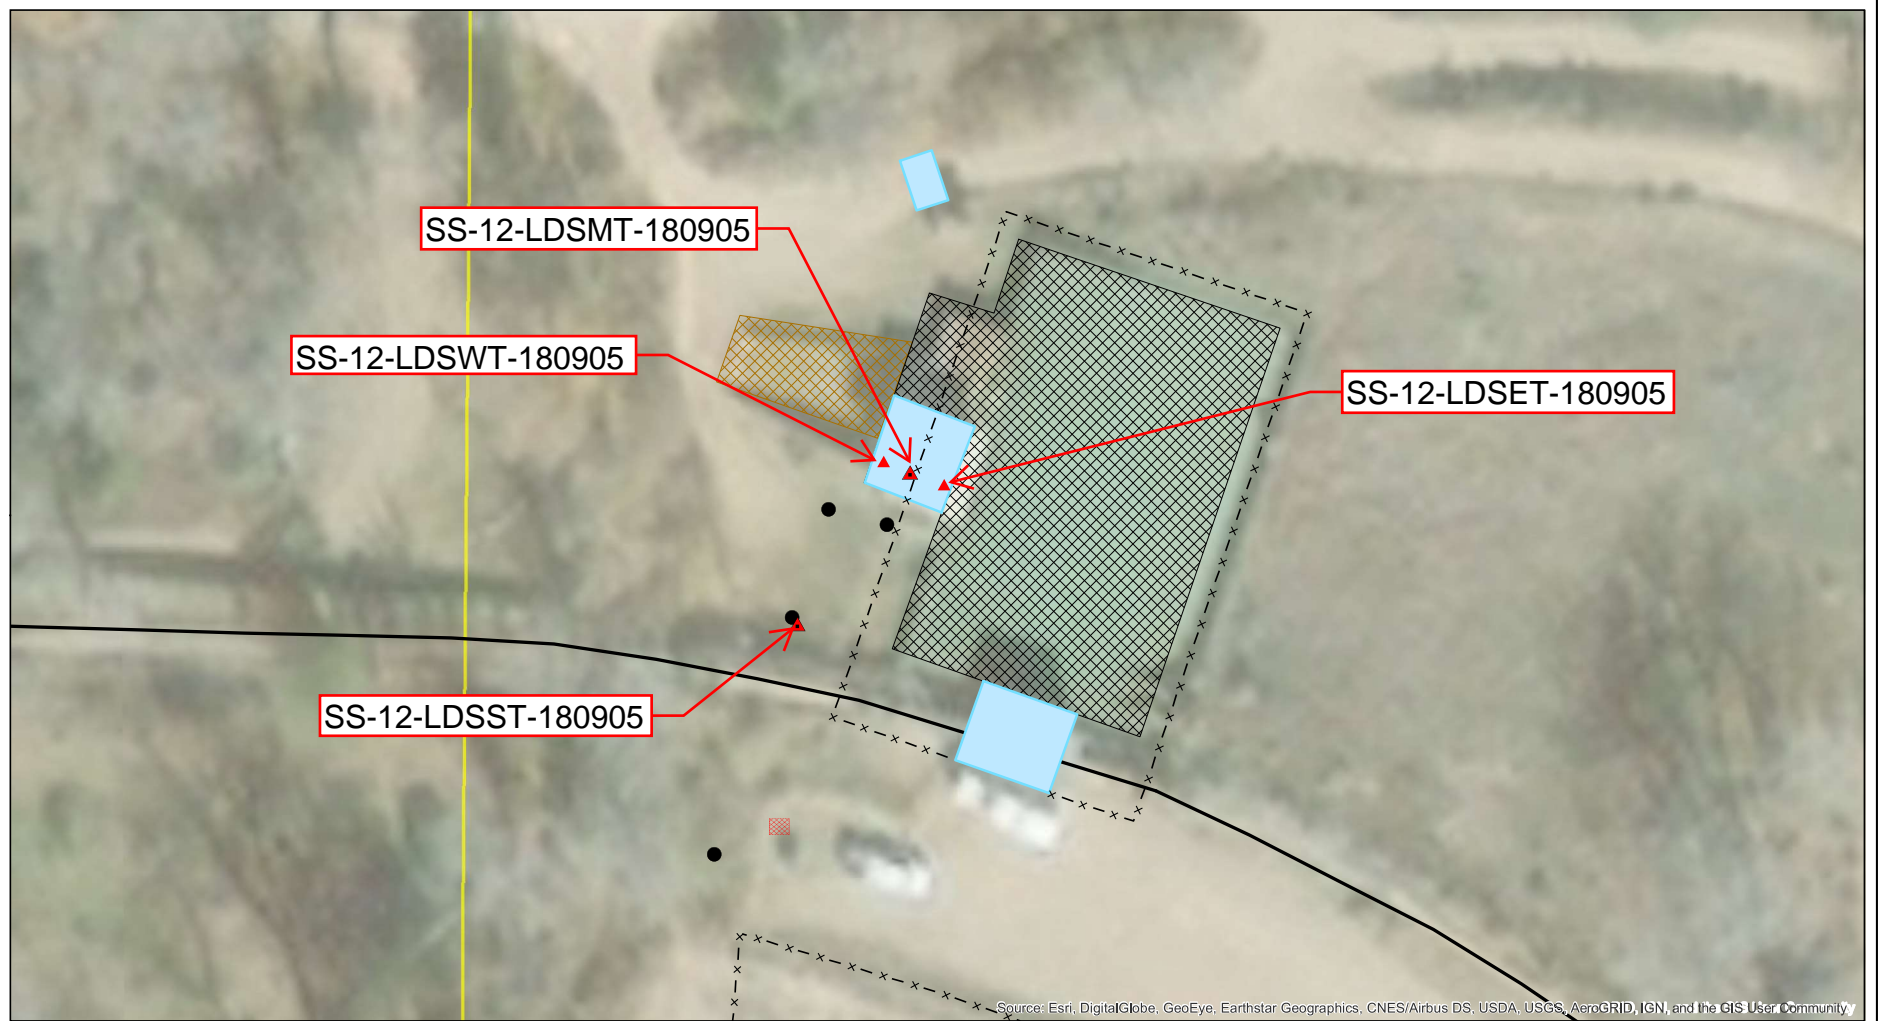 SS-12-LDSMT-180905
SS-12-LDSWT-180905
SS-12-LDSET-180905
SS-12-LDSST-180905
Source: Esri, DigitalGlobe, GeoEye, Earthstar Geographics, CNES/Airbus DS, USDA, USGS, AeroGRID, IGN, and the GIS User Community